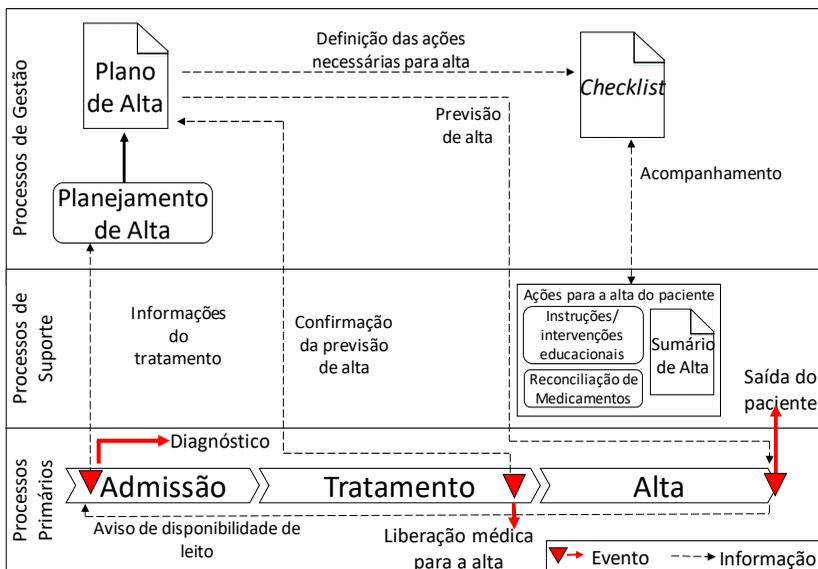 Processos de Gestão
Plano
de Alta
Definição das ações
necessárias para alta
Checklist
Previsão
de alta
Acompanhamento
Planejamento
de Alta
Processos de
Suporte
Informações
do
tratamento
Confirmação
da previsão
de alta
Ações para a alta do paciente
Instruções/
intervenções
educacionais
Reconciliação de
Medicamentos
Sumário
de Alta
Saída do
paciente
Processos
Primários
Diagnóstico
Admissão
Tratamento
Alta
Aviso de disponibilidade de
leito
Liberação médica
para a alta
Evento
Informação